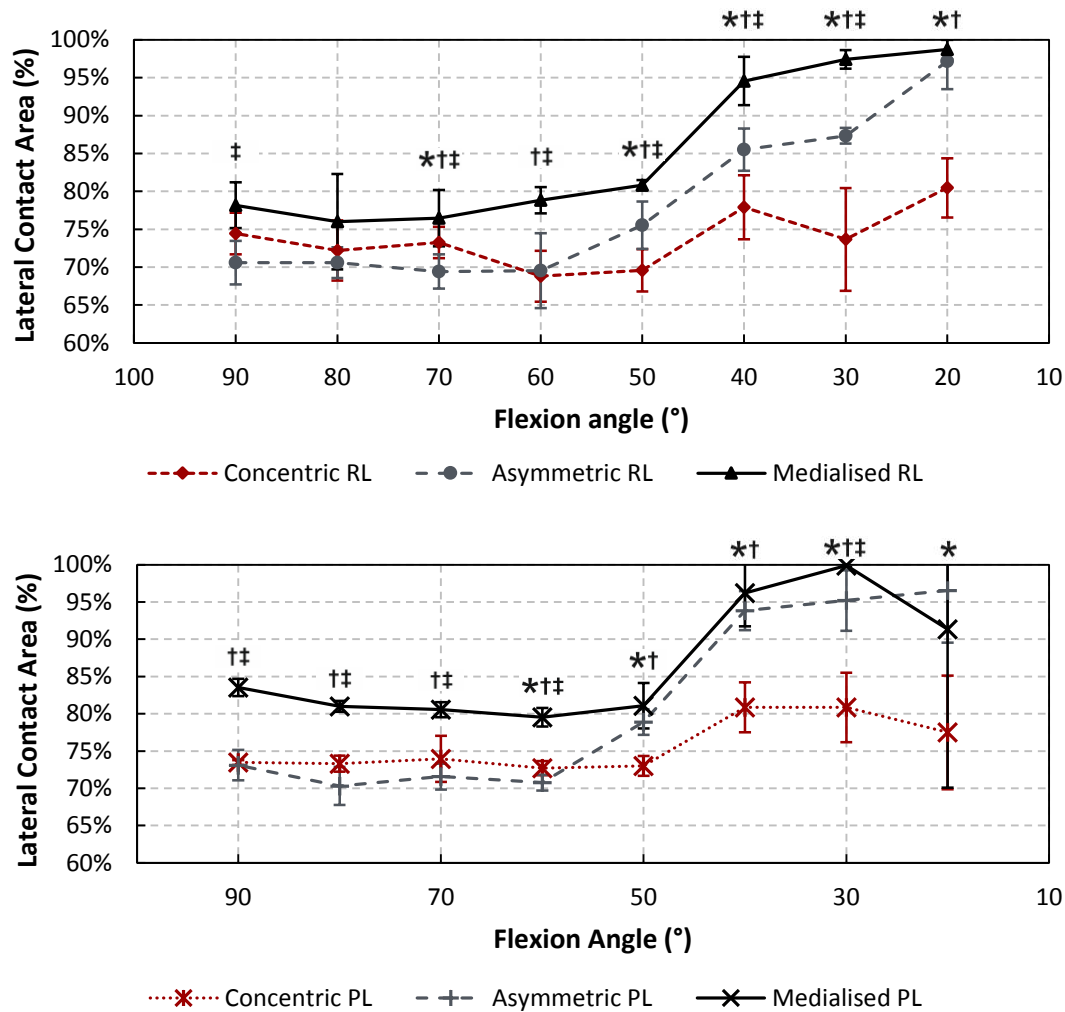 *†‡ *†‡ *†
‡ *†‡ †‡ *†‡
Lateral Contact Area (%)
100%
95%
90%
85%
80%
75%
70%
65%
60%
100 90 80 70 60 50 40 30 20 10
Flexion angle (°)
Concentric RL Asymmetric RL Medialised RL
*† *†‡ *
†‡ †‡ †‡ *†‡ *†
Lateral Contact Area (%)
100%
95%
90%
85%
80%
75%
70%
65%
60%
90 70 50 30 10
Flexion Angle (°)
Concentric PL Asymmetric PL Medialised PL